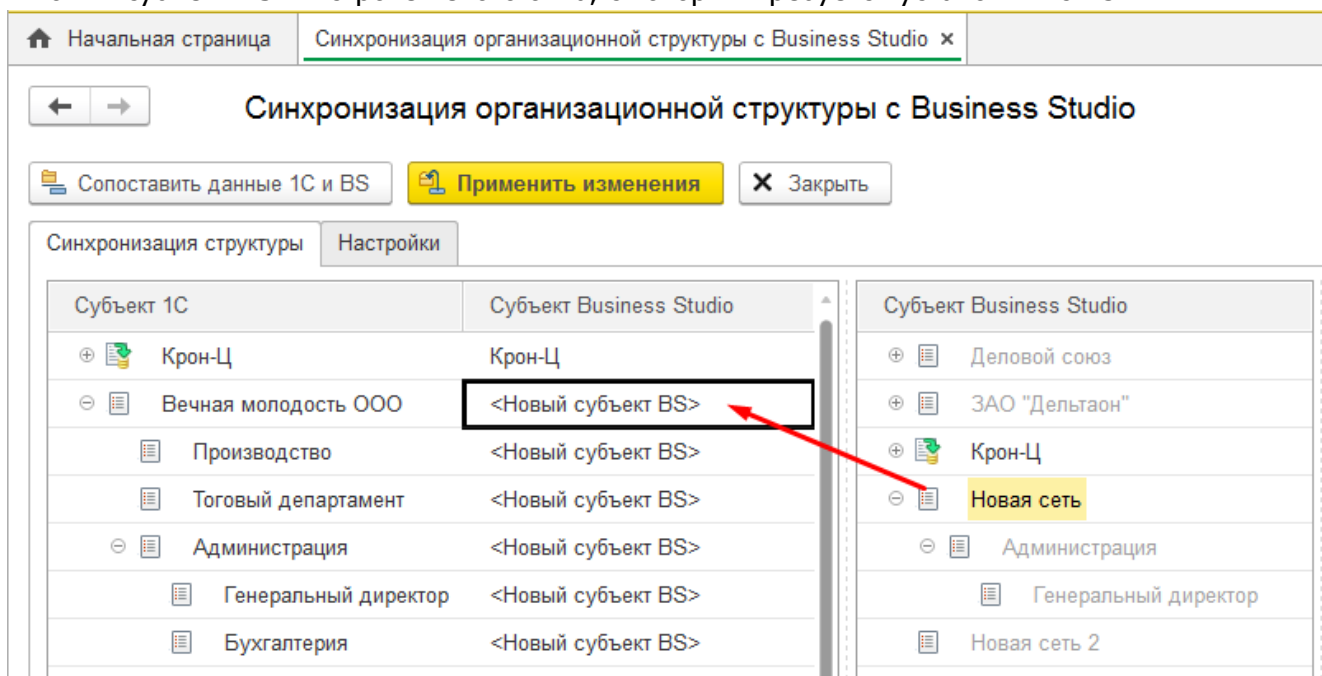 Начальная страница Синхронизация организационной структуры с Business Studio ×
Синхронизация организационной структуры с Business Studio
Сопоставить данные 1С и BS Применить изменения Закрыть
Синхронизация структуры Настройки
Субъект 1С Субъект Business Studio Субъект Business Studio
Крон-Ц Крон-Ц Деловой союз
Вечная молодость ООО <Новый субъект BS> ЗАО "Дельтаон"
Производство <Новый субъект BS> Крон-Ц
Тоговый департамент <Новый субъект BS> Новая сеть
Администрация <Новый субъект BS> Администрация
Генеральный директор <Новый субъект BS> Генеральный директор
Бухгалтерия <Новый субъект BS> Новая сеть 2